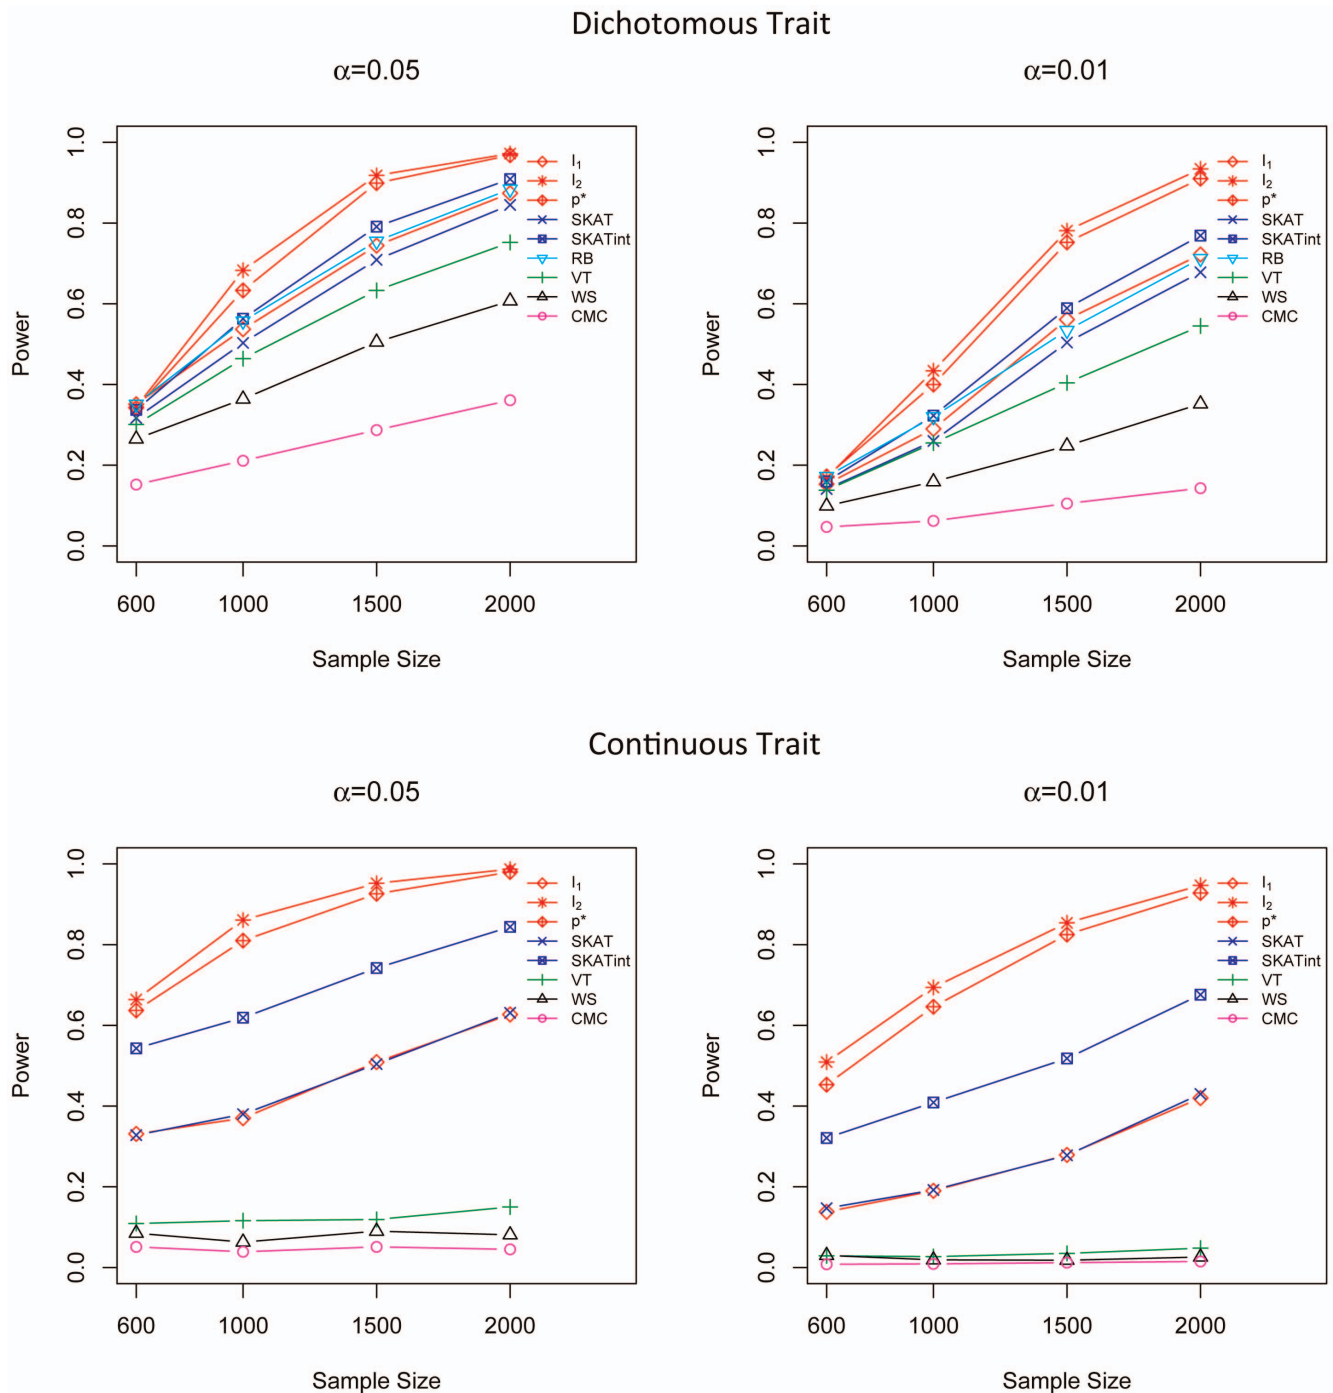 Dichotomous Trait
α=0.05
α=0.01
Power
0.0 0.2 0.4 0.6 0.8 1.0
l₁
l₂
p*
SKAT
SKATint
RB
VT
WS
CMC
600 1000 1500 2000
Sample Size
Power
0.0 0.2 0.4 0.6 0.8 1.0
l₁
l₂
p*
SKAT
SKATint
RB
VT
WS
CMC
600 1000 1500 2000
Sample Size
Continuous Trait
α=0.05
α=0.01
Power
0.0 0.2 0.4 0.6 0.8 1.0
l₁
l₂
p*
SKAT
SKATint
VT
WS
CMC
600 1000 1500 2000
Sample Size
Power
0.0 0.2 0.4 0.6 0.8 1.0
l₁
l₂
p*
SKAT
SKATint
VT
WS
CMC
600 1000 1500 2000
Sample Size